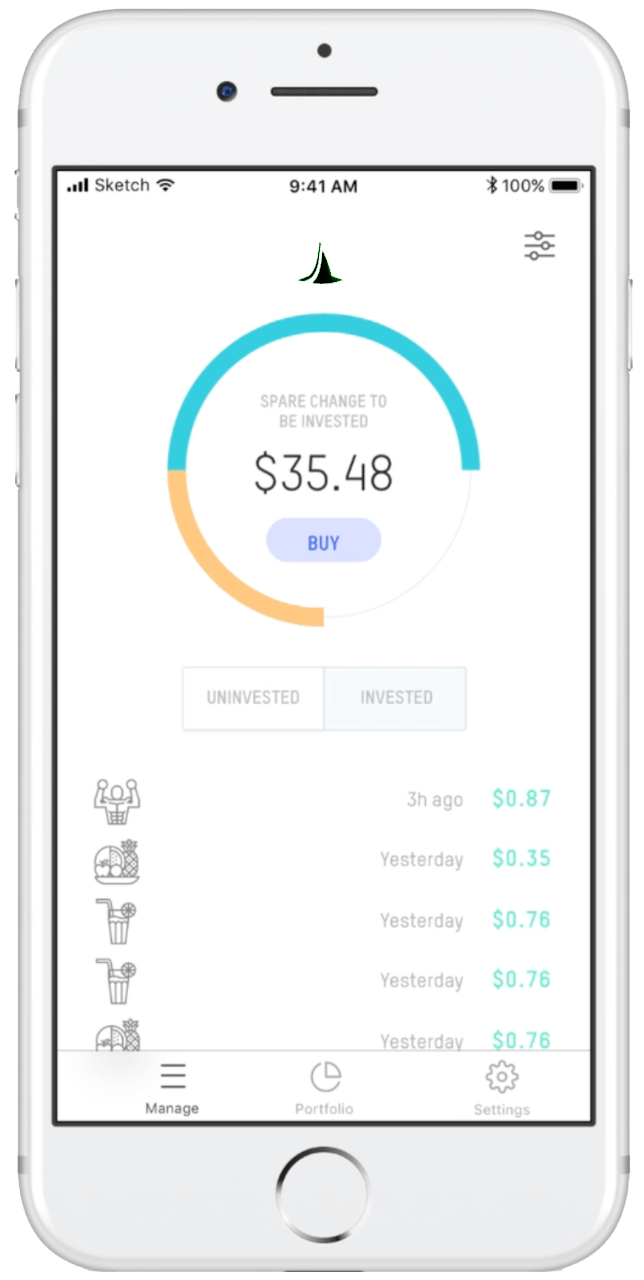 Sketch 9:41 AM 100%
SPARE CHANGE TO
BE INVESTED
$35.48
BUY
UNINVESTED INVESTED
3h ago $0.87
Yesterday $0.35
Yesterday $0.76
Yesterday $0.76
Yesterday $0.76
Manage Portfolio Settings